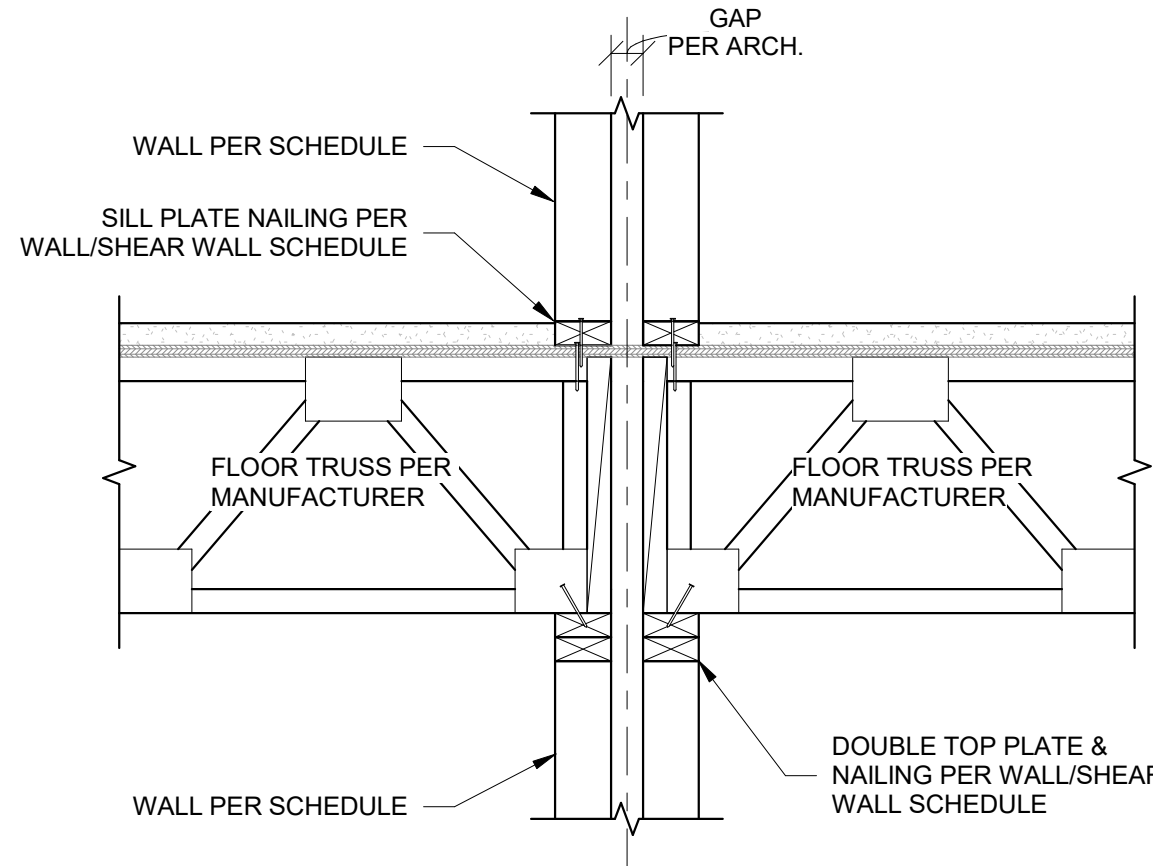 GAP
PER ARCH.
WALL PER SCHEDULE
SILL PLATE NAILING PER
WALL/SHEAR WALL SCHEDULE
FLOOR TRUSS PER
MANUFACTURER
FLOOR TRUSS PER
MANUFACTURER
DOUBLE TOP PLATE &
NAILING PER WALL/SHEAR
WALL SCHEDULE
WALL PER SCHEDULE